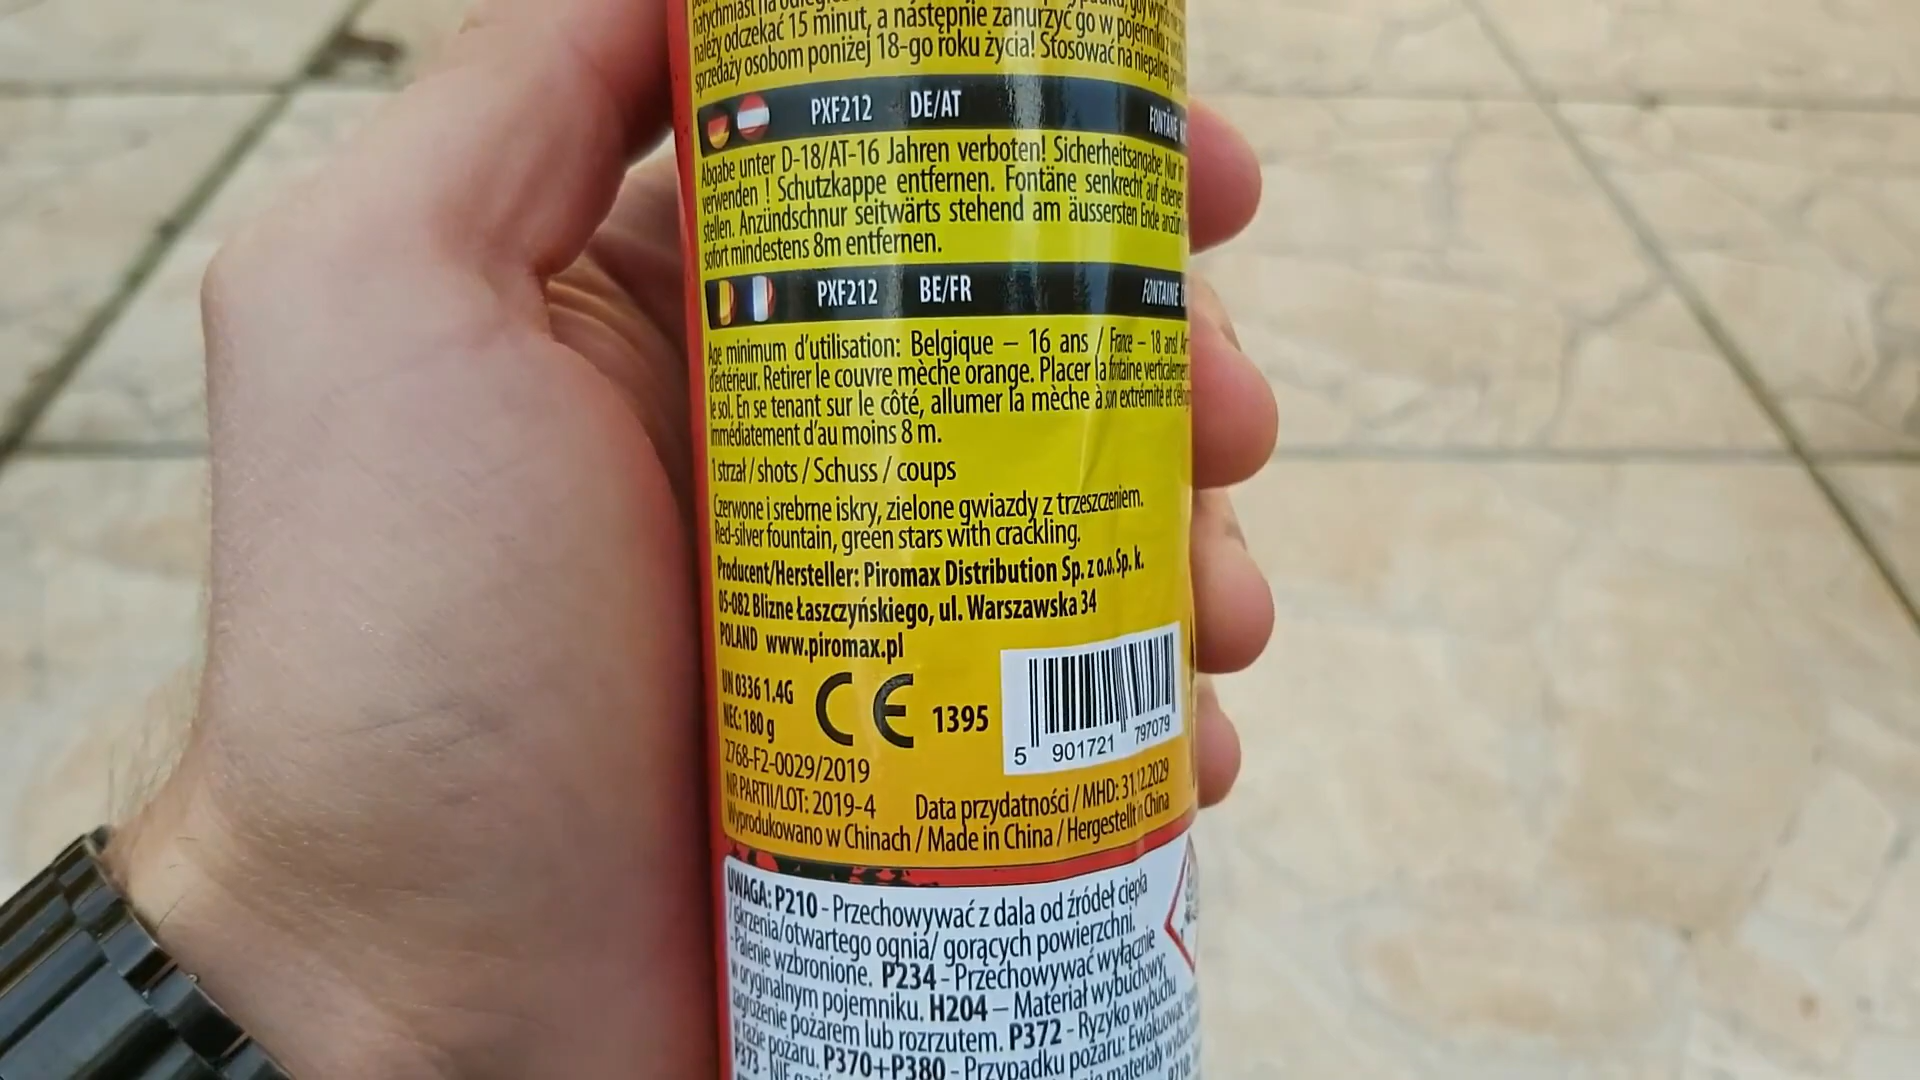 natychmiast na
należy odczekać 15 minut, a następnie zanurzyć go w pojemniku z
sprzedaży osobom poniżej 18-go roku życia! Stosować na niepalnej
PXF212 DE/AT FONTÄNE
Abgabe unter D-18/AT-16 Jahren verboten! Sicherheitsangabe: Nur im
verwenden ! Schutzkappe entfernen. Fontäne senkrecht auf ebenen
stellen. Anzündschnur seitwärts stehend am äussersten Ende
sofort mindestens 8m entfernen.
PXF212 BE/FR FONTAINE
Age minimum d'utilisation: Belgique – 16 ans / France – 18 ans!
d'extérieur. Retirer le couvre mèche orange. Placer la fontaine
le sol. En se tenant sur le côté, allumer la mèche à son extrémité et
immédiatement d'au moins 8 m.
1 strzał / shots / Schuss / coups
Czerwone i srebrne iskry, zielone gwiazdy z trzeszczeniem.
Red-silver fountain, green stars with crackling.
Producent/Hersteller: Piromax Distribution Sp. z o.o. Sp. k.
05-082 Blizne Łaszczyńskiego, ul. Warszawska 34
POLAND www.piromax.pl
UN 0336 1.4G
NEC: 180 g
CE 1395
5 901721 797079
2768-F2-0029/2019
NR PARTII/LOT: 2019-4 Data przydatności / MHD: 31.12.2029
Wyprodukowano w Chinach / Made in China / Hergestellt in China
UWAGA: P210 - Przechowywać z dala od źródeł ciepła
/iskrzenia/otwartego ognia/ gorących powierzchni.
- Palenie wzbronione. P234 - Przechowywać wyłącznie
w oryginalnym pojemniku. H204 – Materiał wybuchowy,
zagrożenie pożarem lub rozrzutem. P372 - Ryzyko wybuchu
w razie pożaru. P370+P380 - Przypadku pożaru: Ewakuować
P373 - NIE materiały